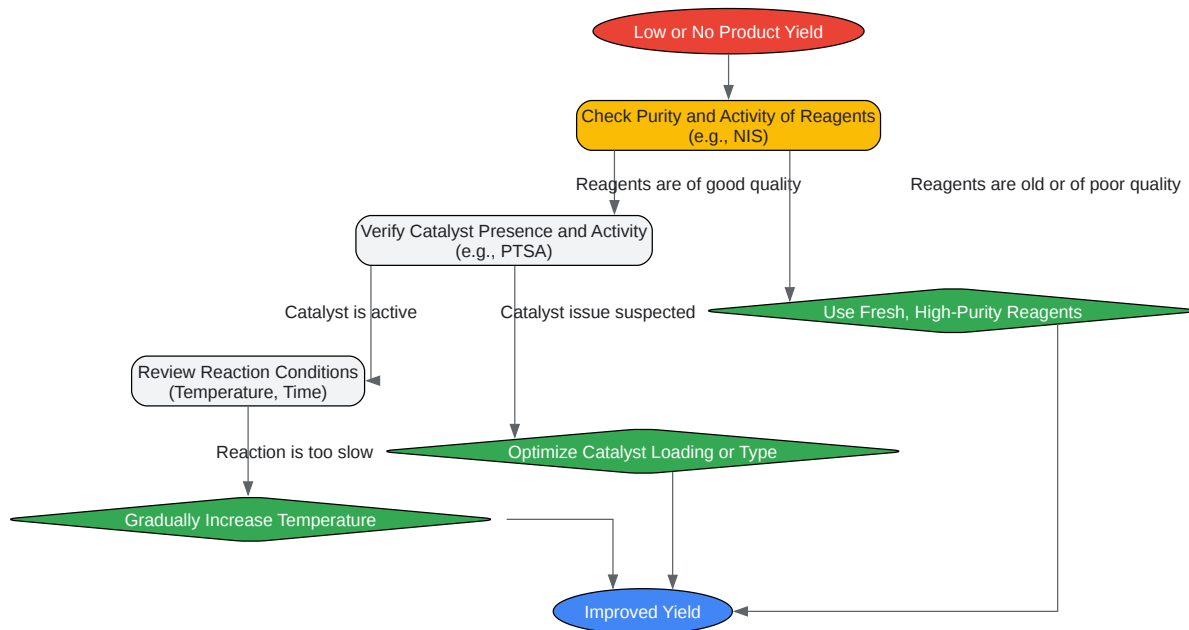 Low or No Product Yield
Check Purity and Activity of Reagents
(e.g., NIS)
Reagents are of good quality
Reagents are old or of poor quality
Verify Catalyst Presence and Activity
(e.g., PTSA)
Catalyst is active
Catalyst issue suspected
Use Fresh, High-Purity Reagents
Review Reaction Conditions
(Temperature, Time)
Reaction is too slow
Optimize Catalyst Loading or Type
Gradually Increase Temperature
Improved Yield